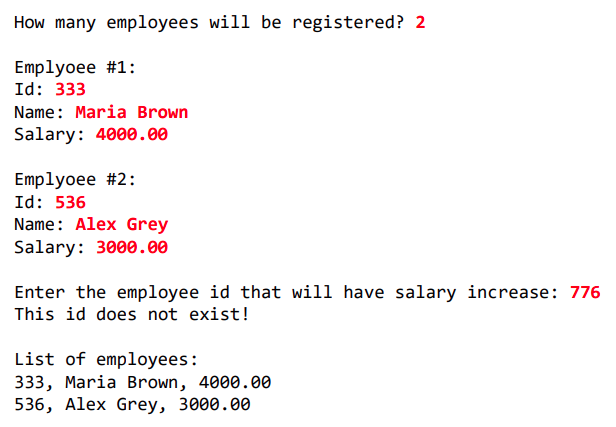 How many employees will be registered? 2
Emplyoee #1:
Id: 333
Name: Maria Brown
Salary: 4000.00
Emplyoee #2:
Id: 536
Name: Alex Grey
Salary: 3000.00
Enter the employee id that will have salary increase: 776
This id does not exist!
List of employees:
333, Maria Brown, 4000.00
536, Alex Grey, 3000.00